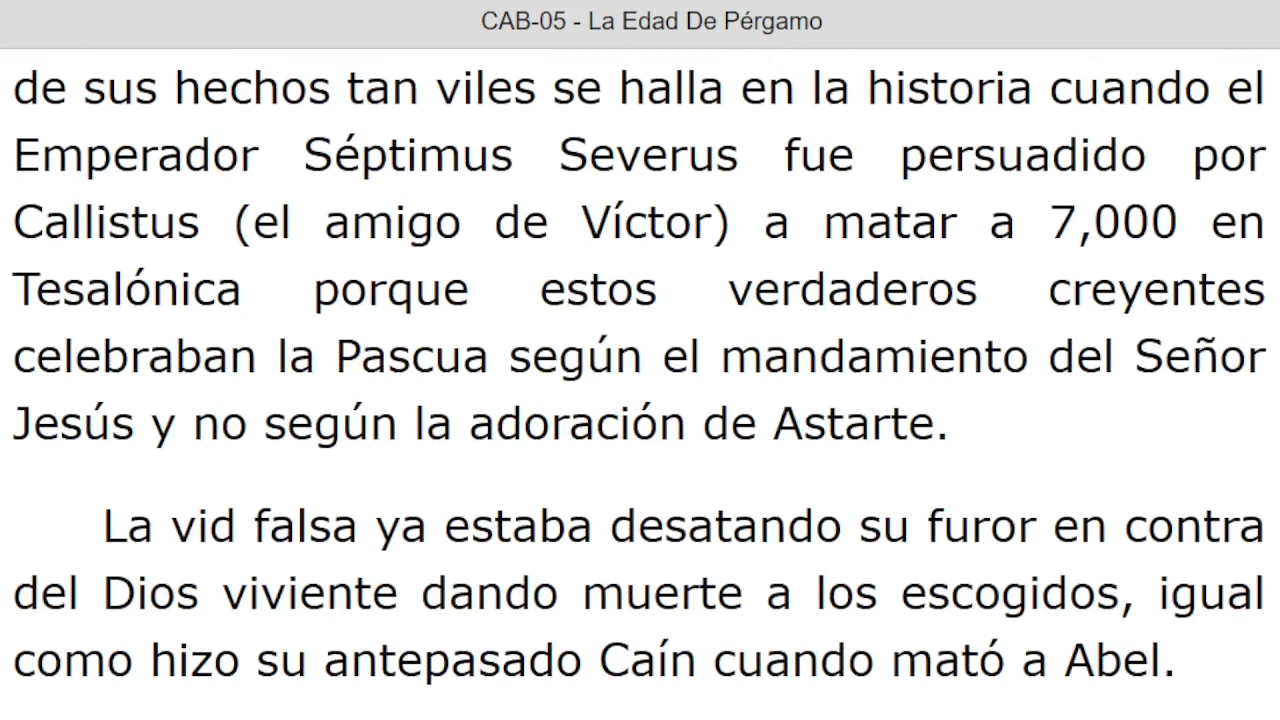 CAB-05 - La Edad De Pérgamo
de sus hechos tan viles se halla en la historia cuando el
Emperador Séptimus Severus fue persuadido por
Callistus (el amigo de Víctor) a matar a 7,000 en
Tesalónica porque estos verdaderos creyentes
celebraban la Pascua según el mandamiento del Señor
Jesús y no según la adoración de Astarte.
La vid falsa ya estaba desatando su furor en contra
del Dios viviente dando muerte a los escogidos, igual
como hizo su antepasado Caín cuando mató a Abel.